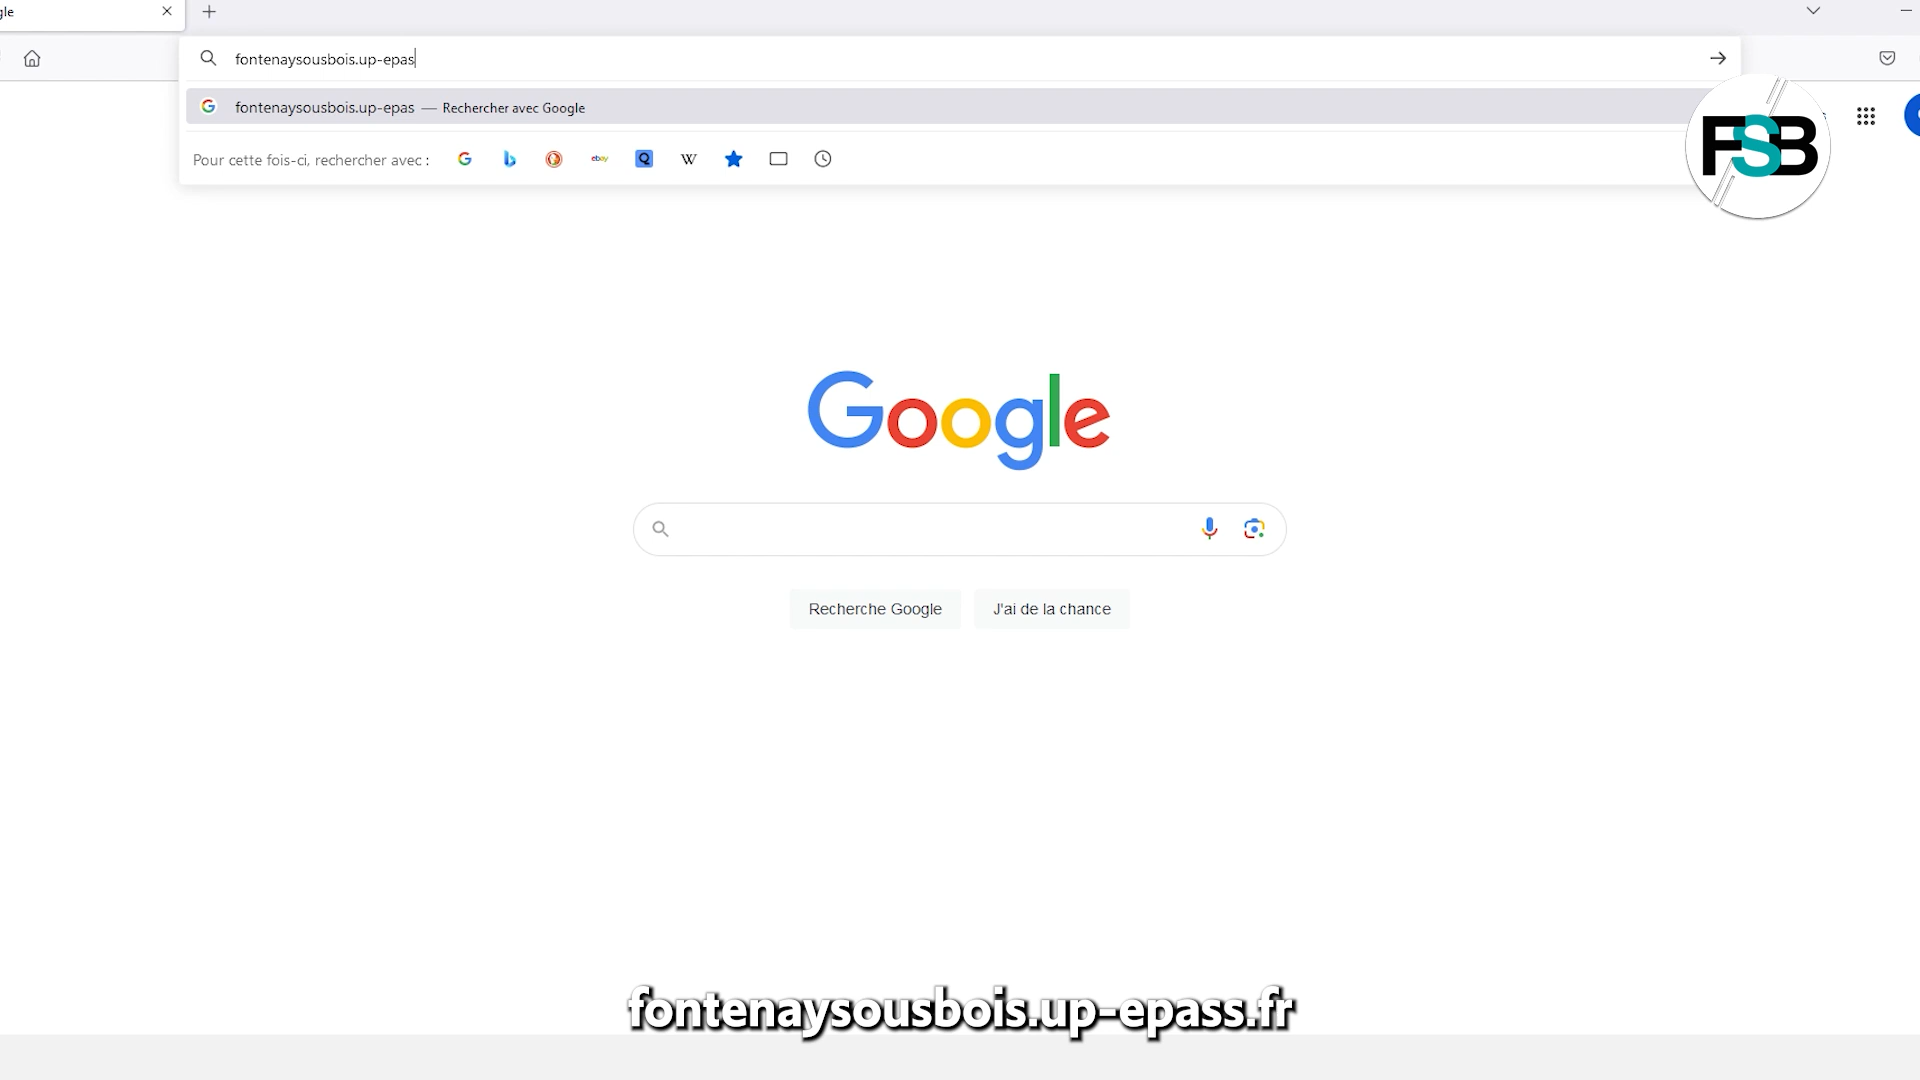 gle
fontenaysousbois.up-epas
fontenaysousbois.up-epas — Rechercher avec Google
Pour cette fois-ci, rechercher avec :
ebay
Q
W
FSB
Google
Recherche Google
J'ai de la chance
fontenaysousbois.up-epass.fr